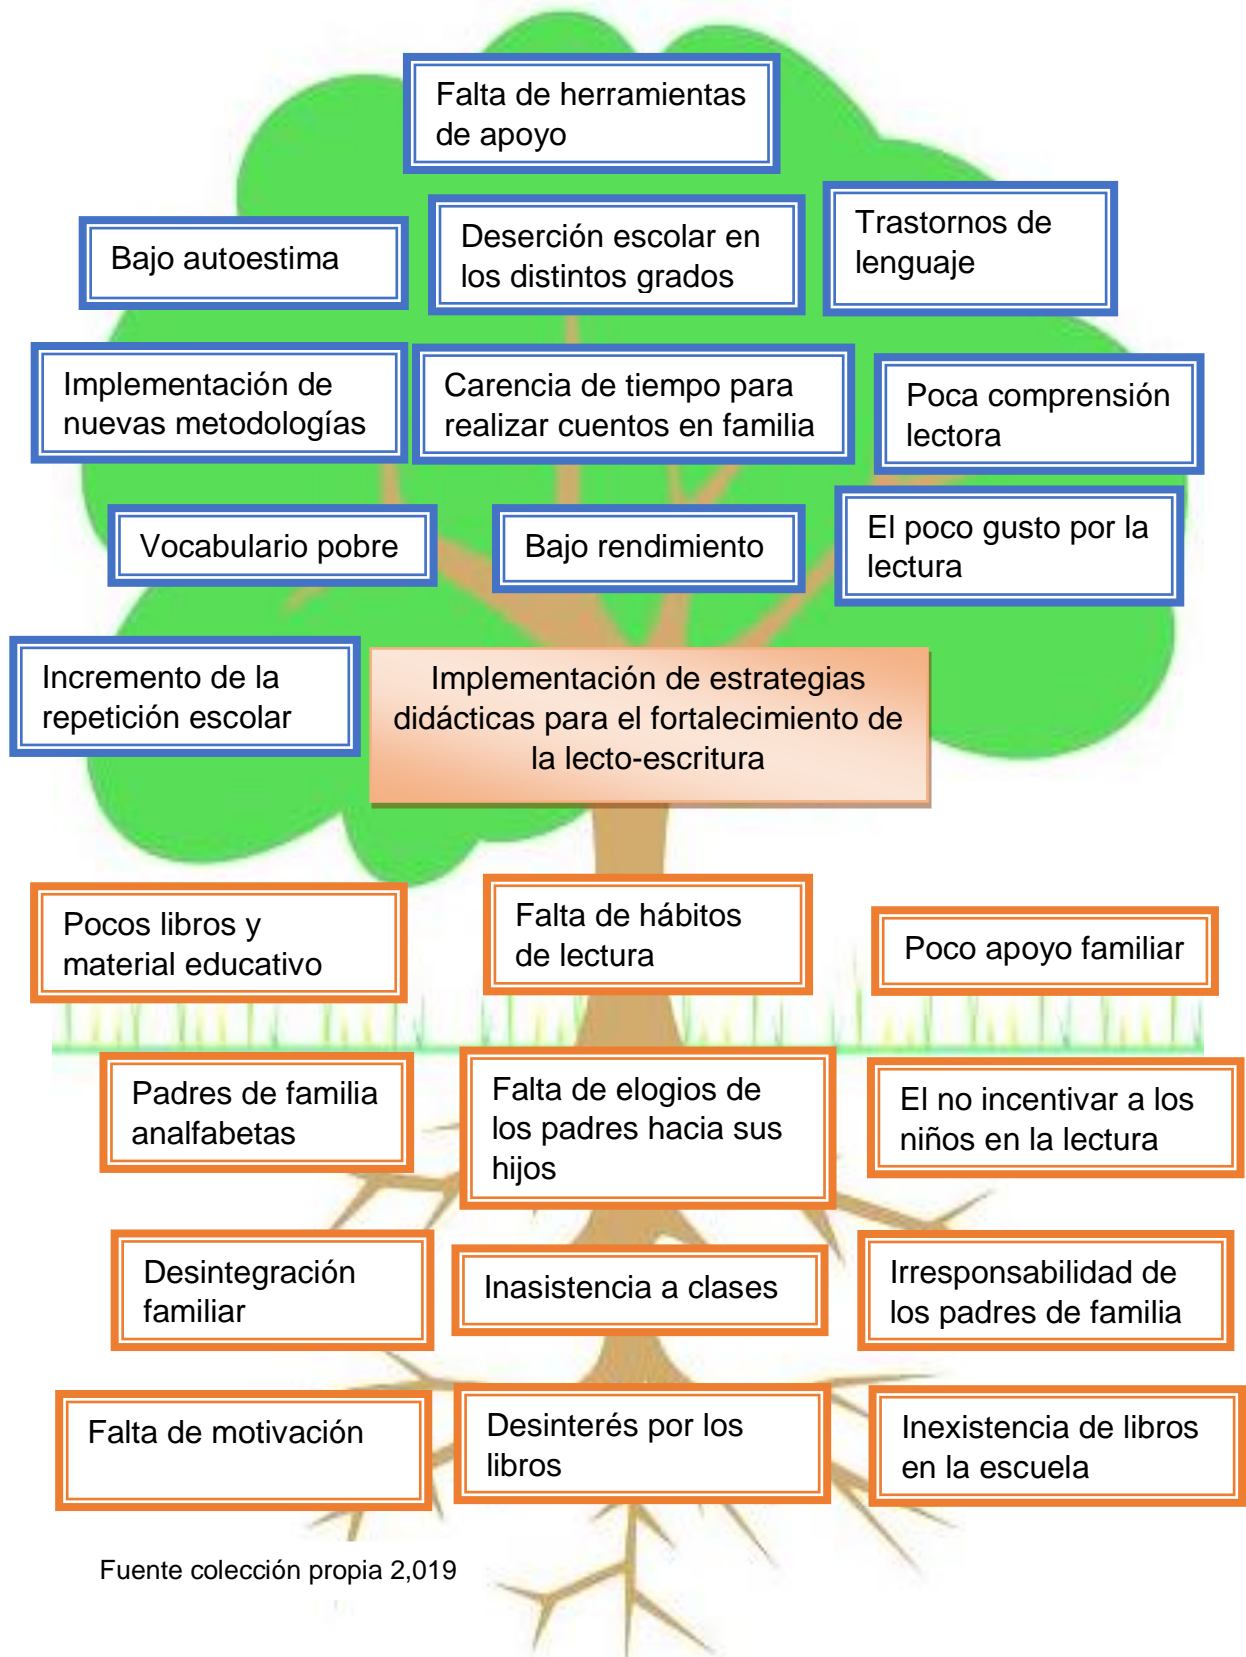 Falta de herramientas
de apoyo
Bajo autoestima
Deserción escolar en
los distintos grados
Trastornos de
lenguaje
Implementación de
nuevas metodologías
Carencia de tiempo para
realizar cuentos en familia
Poca comprensión
lectora
Vocabulario pobre
Bajo rendimiento
El poco gusto por la
lectura
Incremento de la
repetición escolar
Implementación de estrategias
didácticas para el fortalecimiento de
la lecto-escritura
Pocos libros y
material educativo
Falta de hábitos
de lectura
Poco apoyo familiar
Padres de familia
analfabetas
Falta de elogios de
los padres hacia sus
hijos
El no incentivar a los
niños en la lectura
Desintegración
familiar
Inasistencia a clases
Irresponsabilidad de
los padres de familia
Falta de motivación
Desinterés por los
libros
Inexistencia de libros
en la escuela
Fuente colección propia 2,019